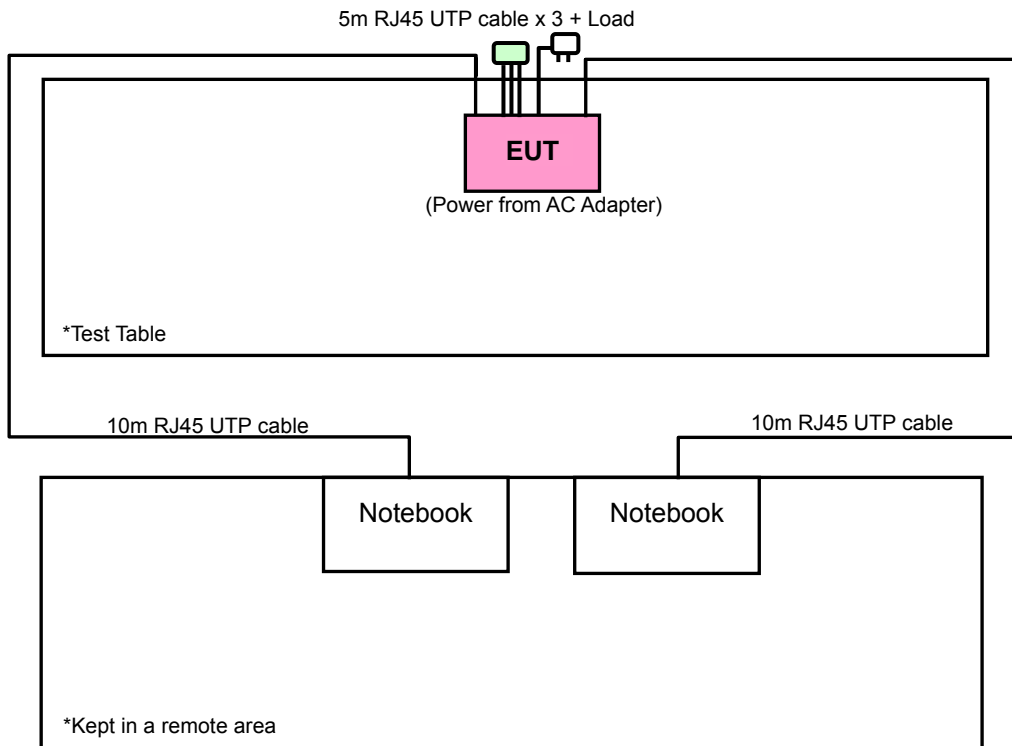 5m RJ45 UTP cable x 3 + Load
EUT
(Power from AC Adapter)
*Test Table
10m RJ45 UTP cable
10m RJ45 UTP cable
Notebook
Notebook
*Kept in a remote area